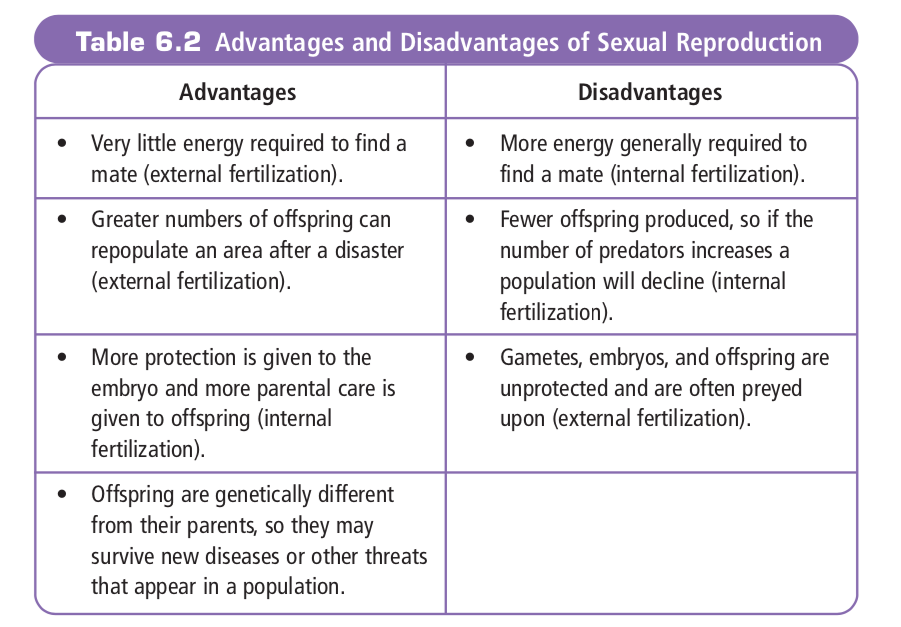 Table 6.2 Advantages and Disadvantages of Sexual Reproduction
Advantages
Disadvantages
• Very little energy required to find a
mate (external fertilization).
• More energy generally required to
find a mate (internal fertilization).
• Greater numbers of offspring can
repopulate an area after a disaster
(external fertilization).
• Fewer offspring produced, so if the
number of predators increases a
population will decline (internal
fertilization).
• More protection is given to the
embryo and more parental care is
given to offspring (internal
fertilization).
• Gametes, embryos, and offspring are
unprotected and are often preyed
upon (external fertilization).
• Offspring are genetically different
from their parents, so they may
survive new diseases or other threats
that appear in a population.